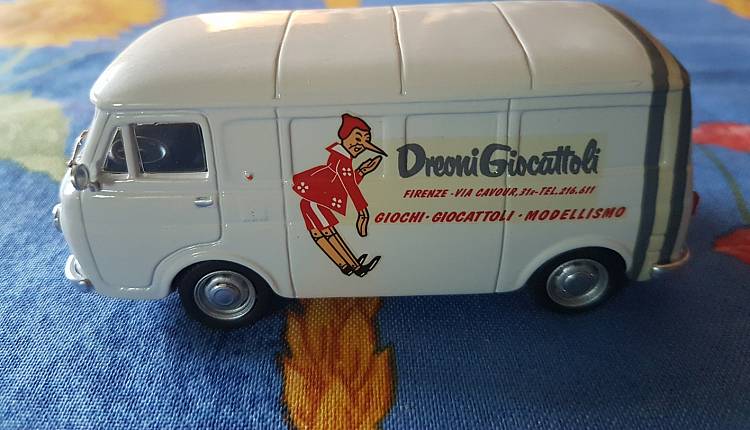 Dreoni Giocattoli
FIRENZE - VIA CAVOUR, 31r - TEL. 216.611
GIOCHI · GIOCATTOLI · MODELLISMO